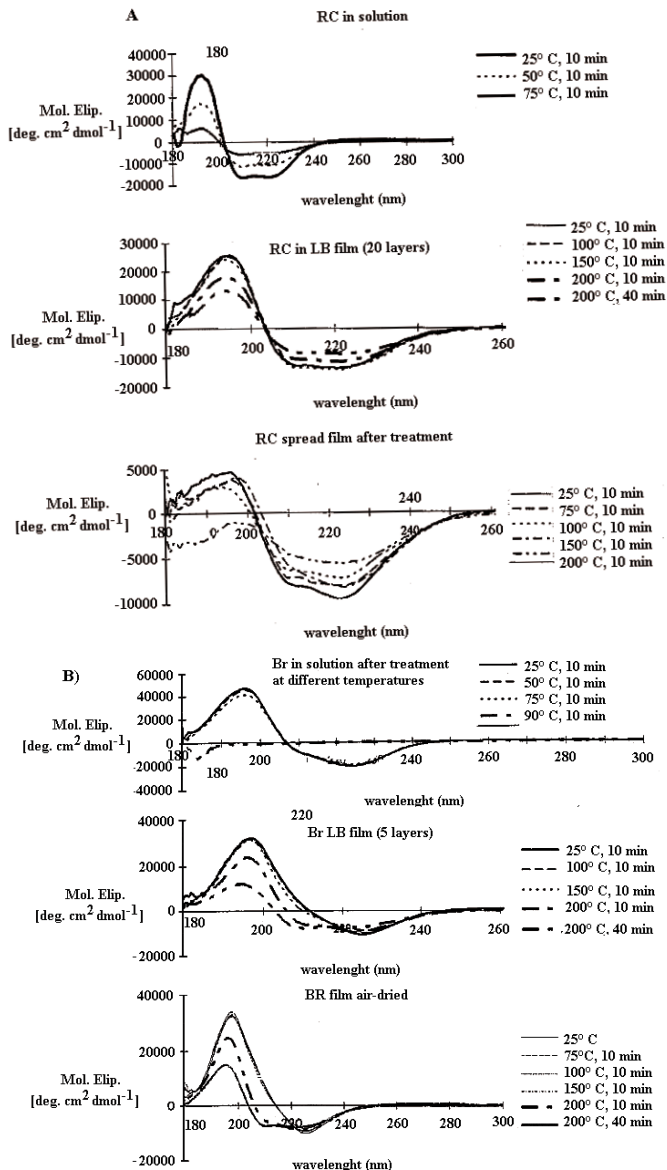 A
RC in solution
180
40000
30000
20000
10000
0
-10000
-20000
Mol. Elip.
[deg. cm2 dmol-1]
180 200 220 240 260 280 300
wavelenght (nm)
25° C, 10 min
50° C, 10 min
75° C, 10 min
RC in LB film (20 layers)
30000
20000
10000
0
-10000
-20000
Mol. Elip.
[deg. cm2 dmol-1]
180 200 220 240 260
wavelenght (nm)
25° C, 10 min
100° C, 10 min
150° C, 10 min
200° C, 10 min
200° C, 40 min
RC spread film after treatment
5000
0
-5000
-10000
Mol. Elip.
[deg. cm2 dmol-1]
180 200 220 240 260
wavelenght (nm)
25° C, 10 min
75° C, 10 min
100° C, 10 min
150° C, 10 min
200° C, 10 min
B)
Br in solution after treatment
at different temperatures
60000
40000
20000
0
-20000
-40000
Mol. Elip.
[deg. cm2 dmol-1]
180 180 200 220 240 260 280 300
wavelenght (nm)
25° C, 10 min
50° C, 10 min
75° C, 10 min
90° C, 10 min
220
Br LB film (5 layers)
40000
20000
0
-20000
Mol. Elip.
[deg. cm2 dmol-1]
180 200 220 240 260
wavelenght (nm)
25° C, 10 min
100° C, 10 min
150° C, 10 min
200° C, 10 min
200° C, 40 min
BR film air-dried
40000
20000
0
-20000
Mol. Elip.
[deg. cm2 dmol-1]
180 200 220 240 260 280 300
wavelenght (nm)
25° C
75°C, 10 min
100° C, 10 min
150° C, 10 min
200° C, 10 min
200° C, 40 min